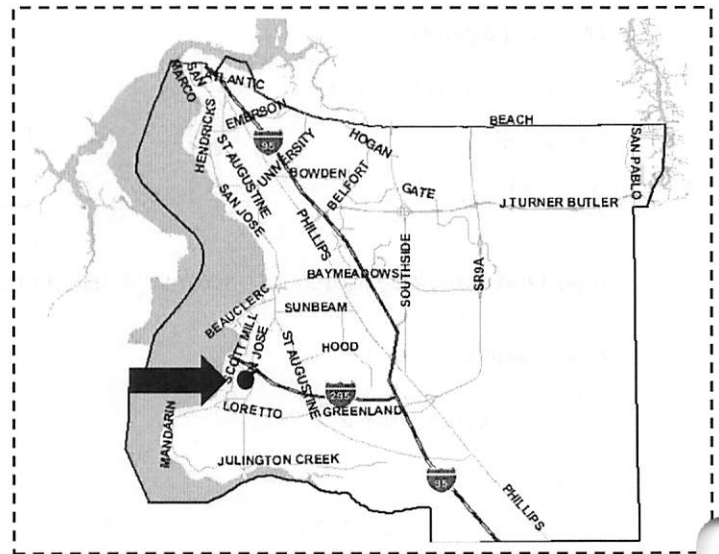 SAN
MARCO
ATLANTIC
HENDRICKS
EMERSON
95
BEACH
HOGAN
SAN PABLO
UNIVERSITY
ST AUGUSTINE
BOWDEN
BELFORT
GATE
SAN JOSE
J TURNER BUTLER
PHILLIPS
SOUTHSIDE
SR9A
BAYMEADOWS
BEAUCLERC
SUNBEAM
SCOTT MILL
N JOSE
ST AUGUSTINE
HOOD
295
LORETTO
GREENLAND
MANDARIN
JULINGTON CREEK
95
PHILLIPS